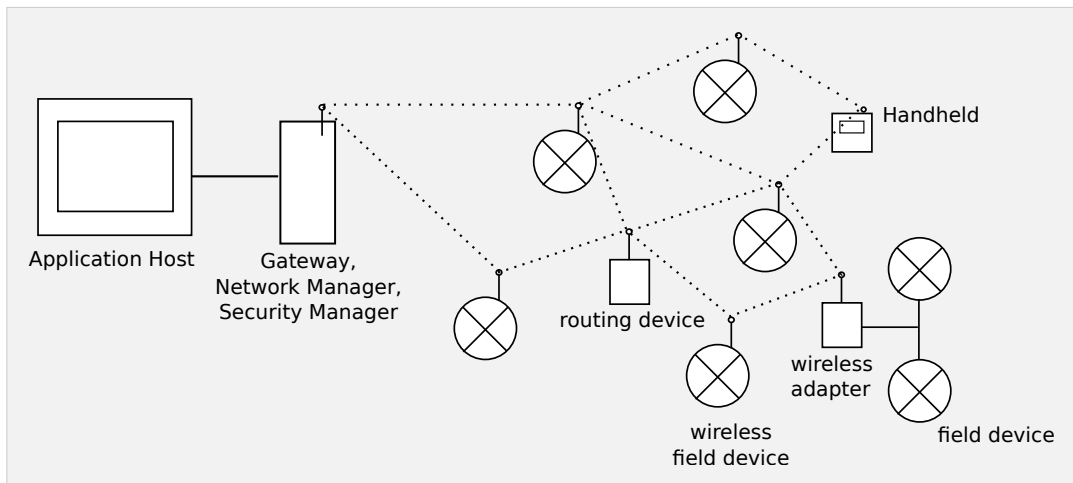 Handheld
Application Host
Gateway,
Network Manager,
Security Manager
routing device
wireless
adapter
wireless
field device
field device